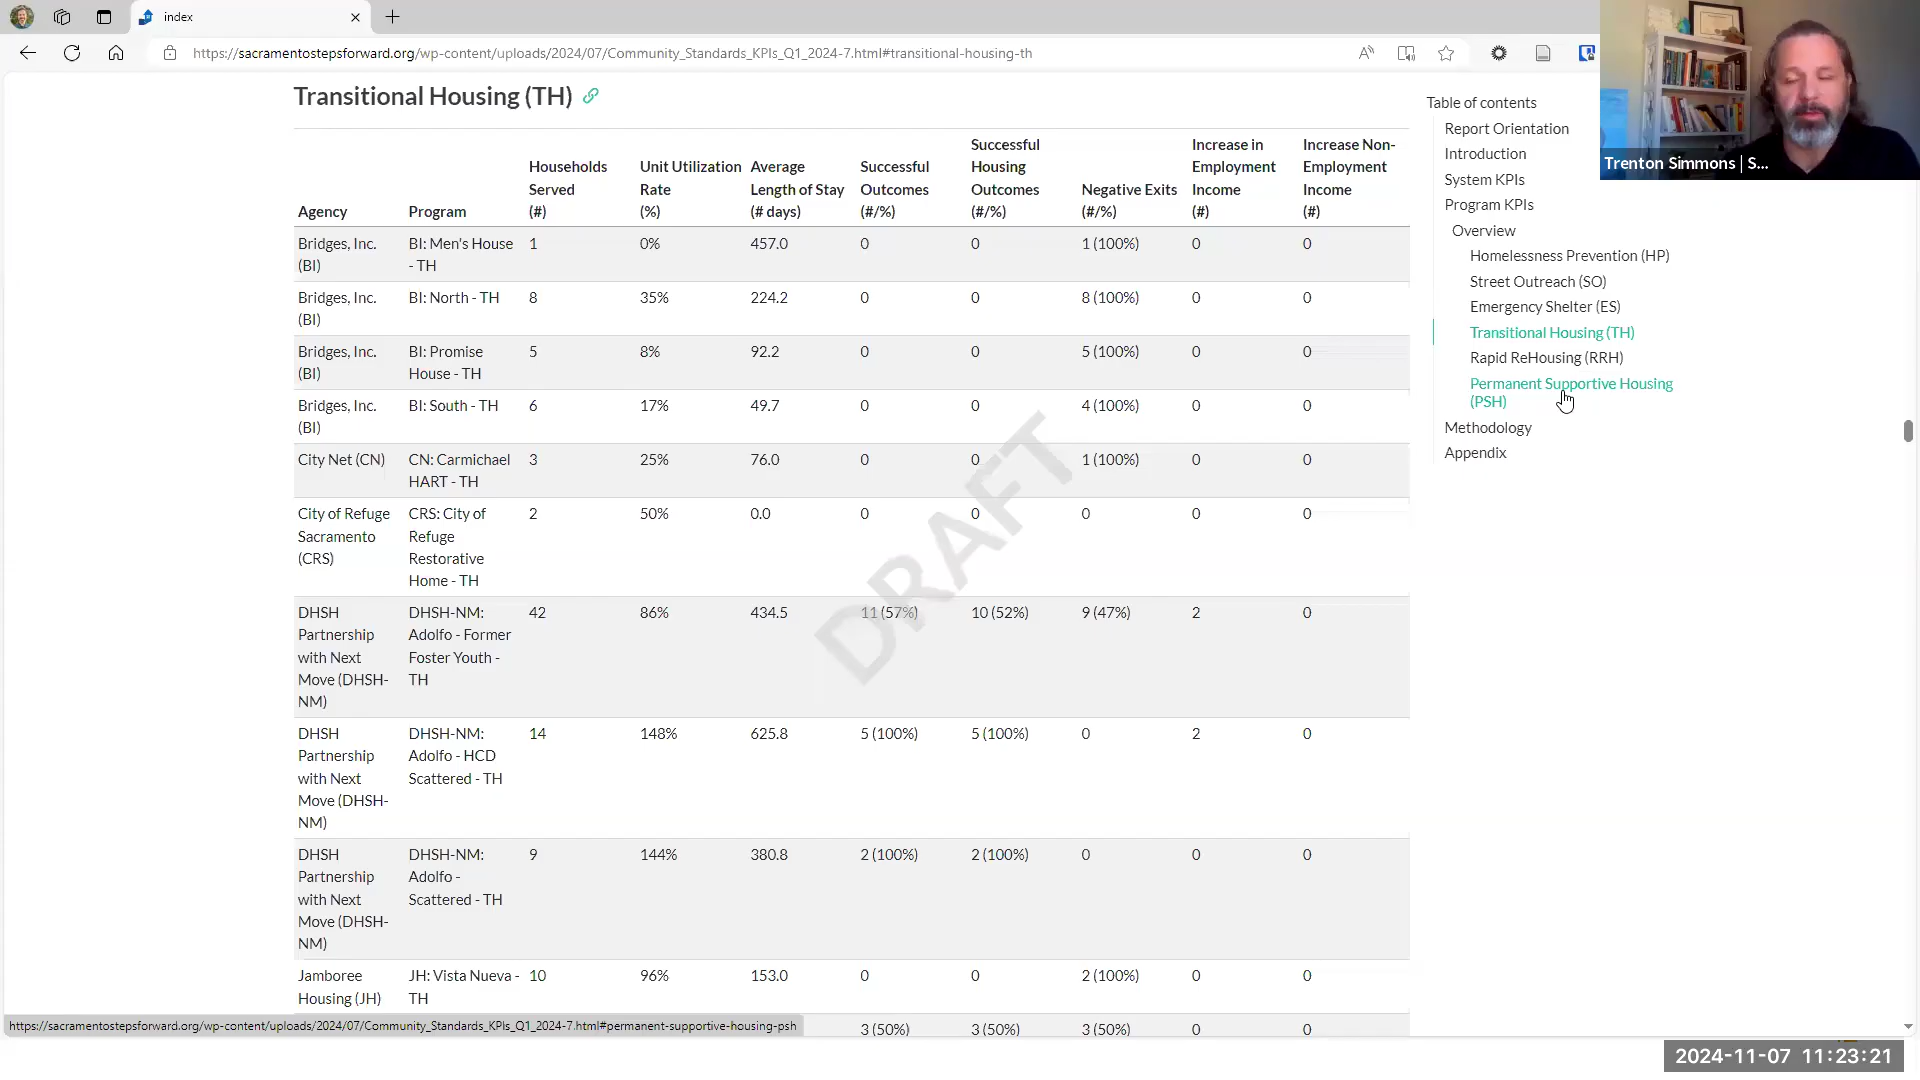 index
https://sacramentostepsforward.org/wp-content/uploads/2024/07/Community_Standards_KPIs_Q1_2024-7.html#transitional-housing-th
Trenton Simmons | S...
Transitional Housing (TH)
Agency
Program
Households
Served
(#)
Unit Utilization
Rate
(%)
Average
Length of Stay
(# days)
Successful
Outcomes
(#/%)
Successful
Housing
Outcomes
(#/%)
Negative Exits
(#/%)
Increase in
Employment
Income
(#)
Increase Non-
Employment
Income
(#)
Bridges, Inc. BI: Men's House 1 0% 457.0 0 0 1 (100%) 0 0
(BI) - TH
Bridges, Inc. BI: North - TH 8 35% 224.2 0 0 8 (100%) 0 0
(BI)
Bridges, Inc. BI: Promise 5 8% 92.2 0 0 5 (100%) 0 0
(BI) House - TH
Bridges, Inc. BI: South - TH 6 17% 49.7 0 0 4 (100%) 0 0
(BI)
City Net (CN) CN: Carmichael 3 25% 76.0 0 0 1 (100%) 0 0
HART - TH
City of Refuge CRS: City of 2 50% 0.0 0 0 0 0 0
Sacramento Refuge
(CRS) Restorative
Home - TH
DHSH DHSH-NM: 42 86% 434.5 11 (57%) 10 (52%) 9 (47%) 2 0
Partnership Adolfo - Former
with Next Foster Youth -
Move (DHSH- TH
NM)
DHSH DHSH-NM: 14 148% 625.8 5 (100%) 5 (100%) 0 2 0
Partnership Adolfo - HCD
with Next Scattered - TH
Move (DHSH-
NM)
DHSH DHSH-NM: 9 144% 380.8 2 (100%) 2 (100%) 0 0 0
Partnership Adolfo -
with Next Scattered - TH
Move (DHSH-
NM)
Jamboree JH: Vista Nueva - 10 96% 153.0 0 0 2 (100%) 0 0
Housing (JH) TH
3 (50%) 3 (50%) 3 (50%) 0 0
DRAFT
Table of contents
Report Orientation
Introduction
System KPIs
Program KPIs
Overview
Homelessness Prevention (HP)
Street Outreach (SO)
Emergency Shelter (ES)
Transitional Housing (TH)
Rapid ReHousing (RRH)
Permanent Supportive Housing
(PSH)
Methodology
Appendix
https://sacramentostepsforward.org/wp-content/uploads/2024/07/Community_Standards_KPIs_Q1_2024-7.html#permanent-supportive-housing-psh
2024-11-07 11:23:21